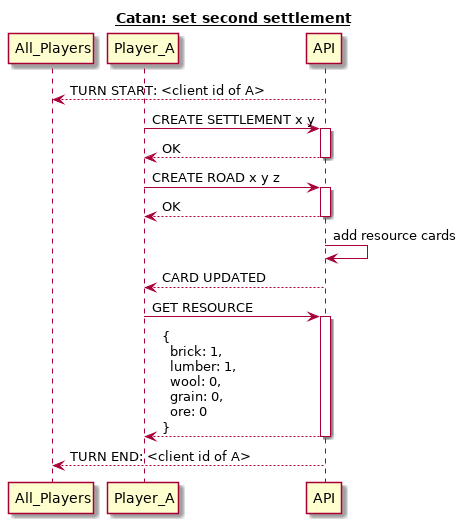 Catan: set second settlement
All_Players
Player_A
API
TURN START: <client id of A>
CREATE SETTLEMENT x y
OK
CREATE ROAD x y z
OK
add resource cards
CARD UPDATED
GET RESOURCE
{
brick: 1,
lumber: 1,
wool: 0,
grain: 0,
ore: 0
}
TURN END: <client id of A>
All_Players
Player_A
API